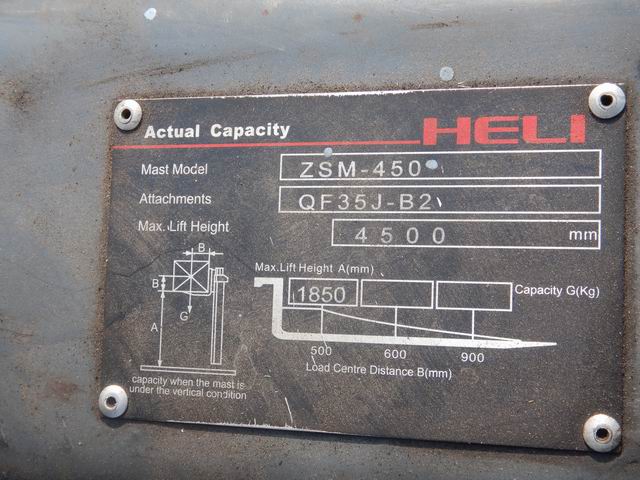 Actual Capacity HELI
Mast Model ZSM-450
Attachments QF35J-B2
Max. Lift Height 4500 mm
Max.Lift Height A(mm)
1850 Capacity G(Kg)
500 600 900
Load Centre Distance B(mm)
B
B
G
A
capacity when the mast is
under the vertical condition